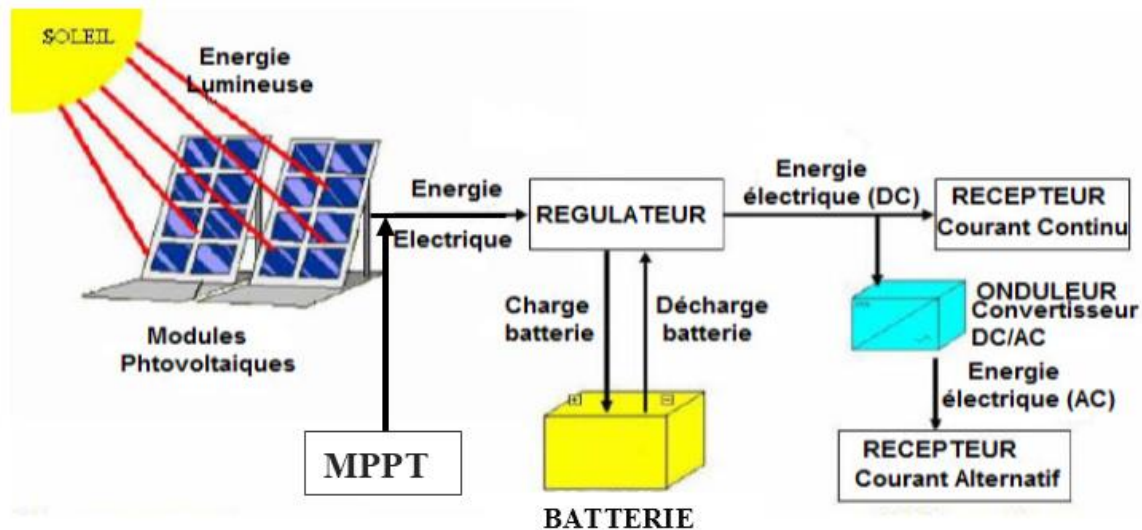 SOLEIL
Energie
Lumineuse
Modules
Phtovoltaiques
Energie
Electrique
MPPT
REGULATEUR
Charge
batterie
Décharge
batterie
+
−
BATTERIE
Energie
électrique (DC)
RECEPTEUR
Courant Continu
ONDULEUR
Convertisseur
DC/AC
Energie
électrique (AC)
RECEPTEUR
Courant Alternatif